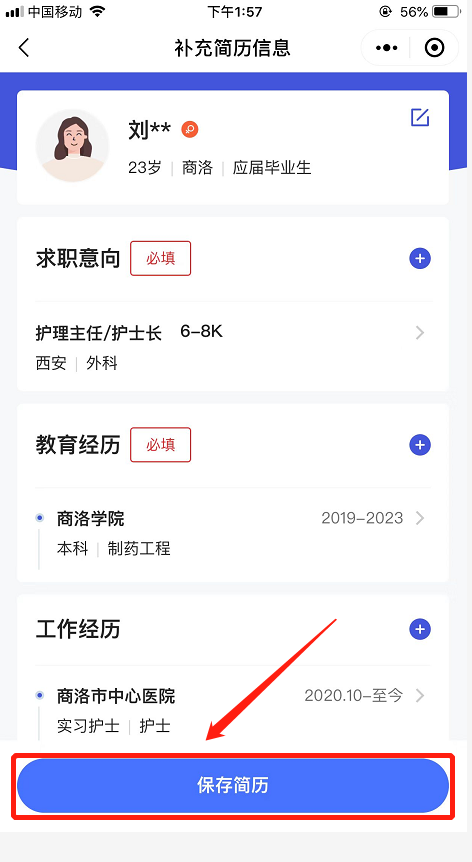 中国移动 下午1:57 56%
补充简历信息
刘**
23岁 | 商洛 | 应届毕业生
求职意向 必填
护理主任/护士长 6-8K
西安 | 外科
教育经历 必填
商洛学院 2019-2023
本科 | 制药工程
工作经历
商洛市中心医院 2020.10-至今
实习护士 | 护士
保存简历